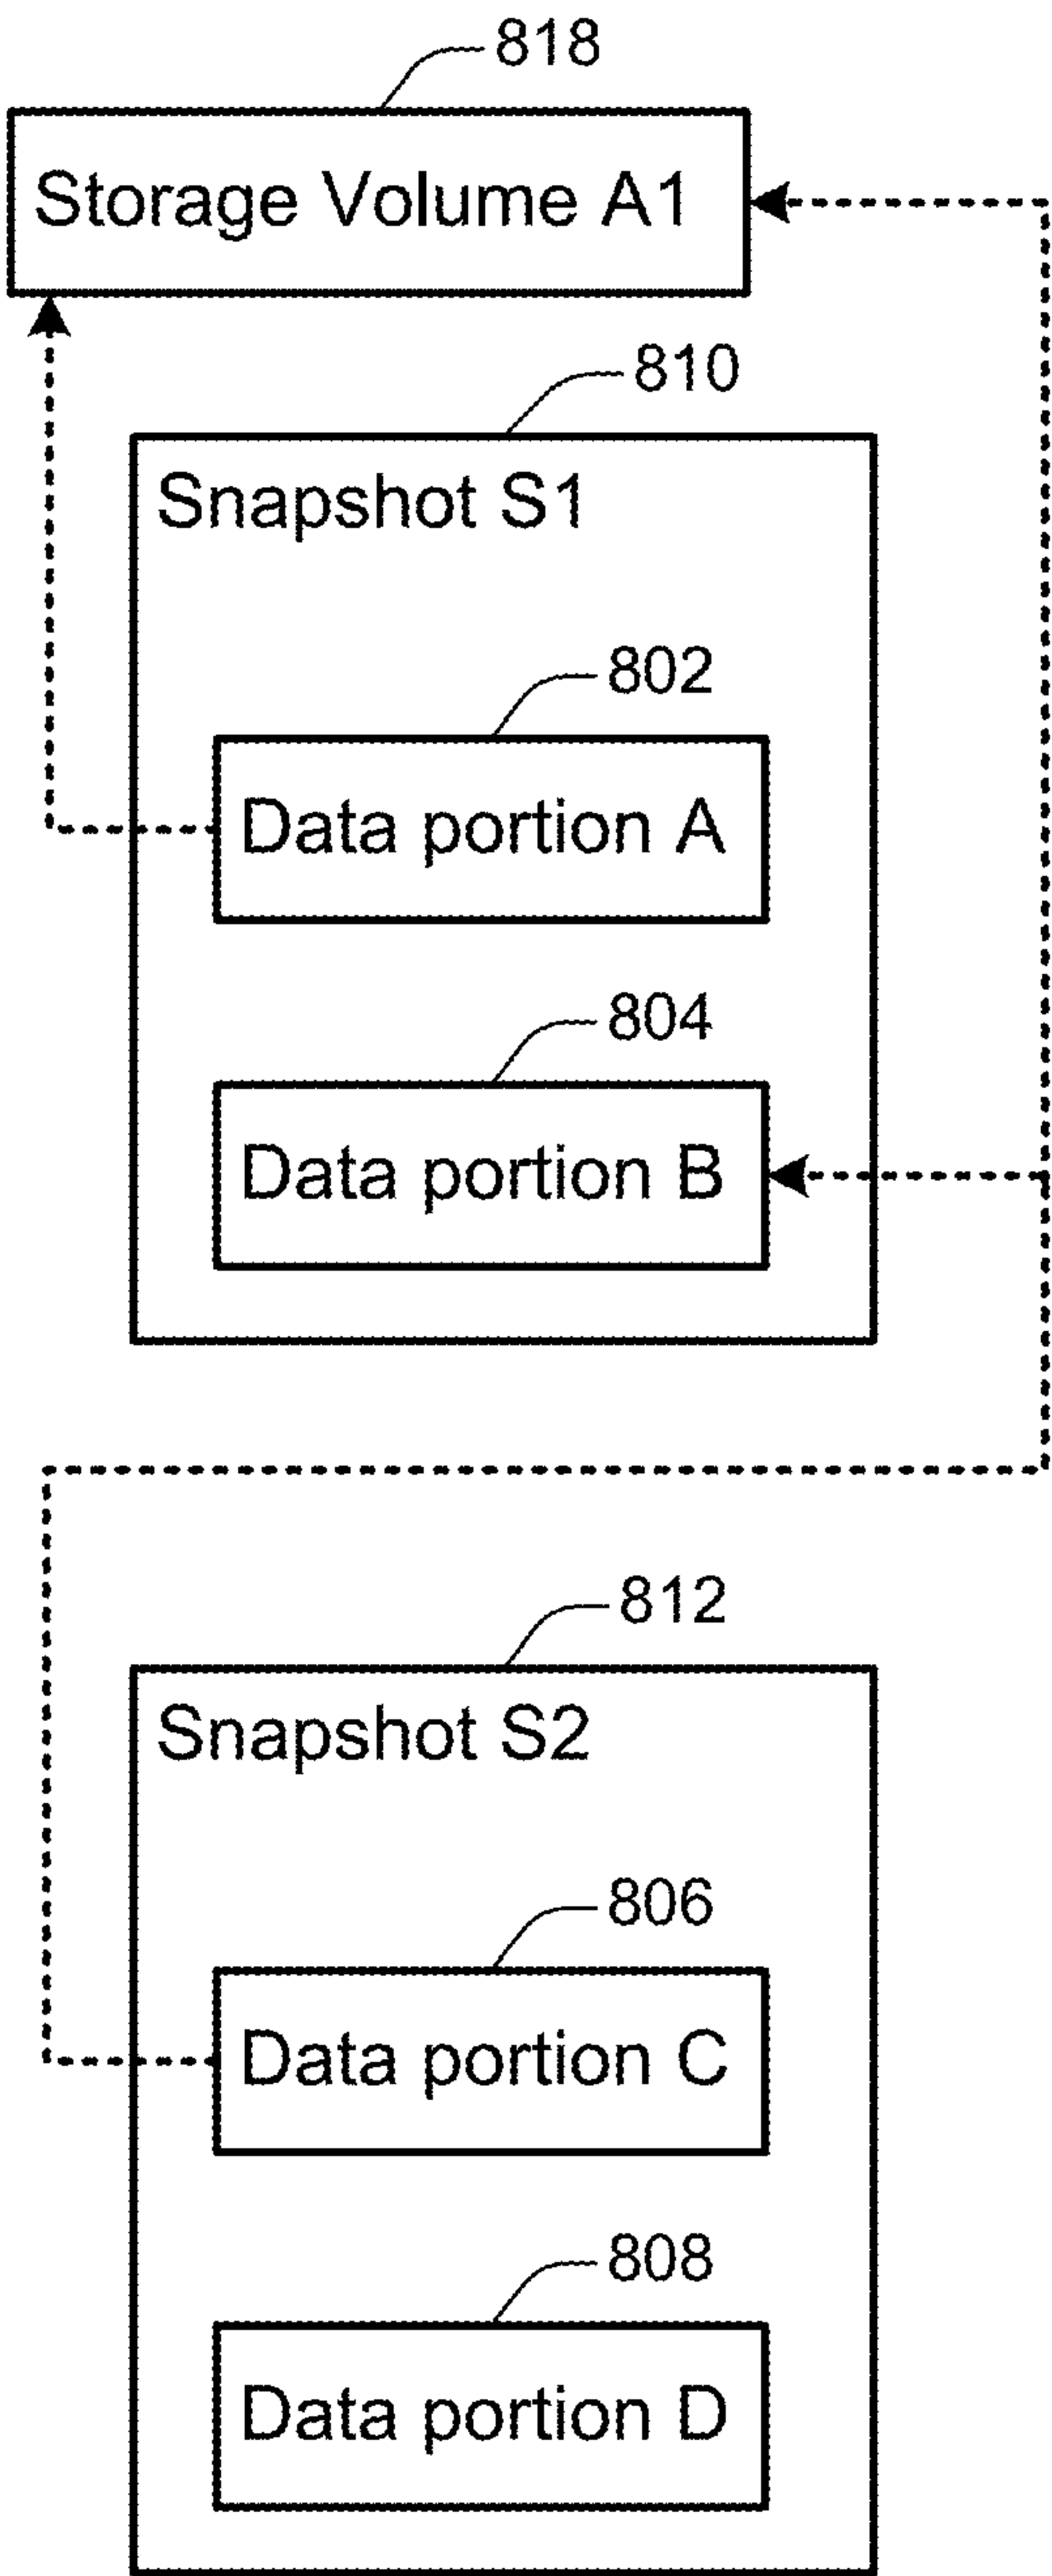 818
Storage Volume A1
810
Snapshot S1
802
Data portion A
804
Data portion B
812
Snapshot S2
806
Data portion C
808
Data portion D